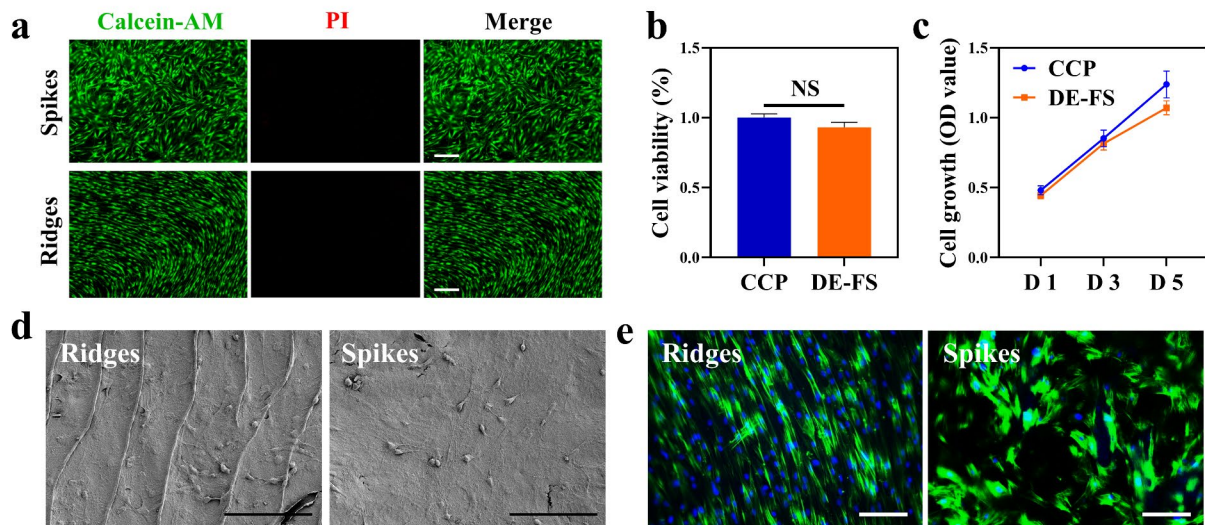 a
Calcein-AM
PI
Merge
Spikes
Ridges
b
Cell viability (%)
1.5
1.0
0.5
0.0
NS
CCP
DE-FS
c
Cell growth (OD value)
1.5
1.0
0.5
0.0
CCP
DE-FS
D 1
D 3
D 5
d
Ridges
Spikes
e
Ridges
Spikes